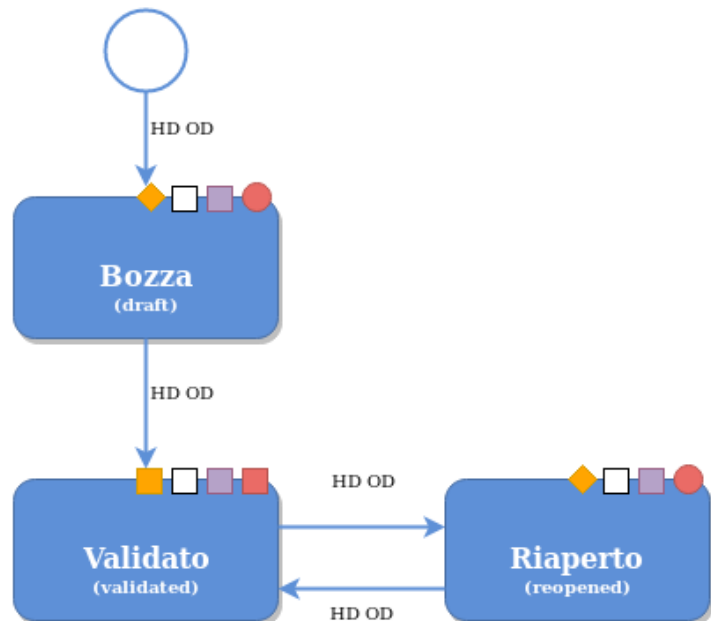 HD OD
Bozza
(draft)
HD OD
HD OD
Validato
(validated)
Riaperto
(reopened)
HD OD